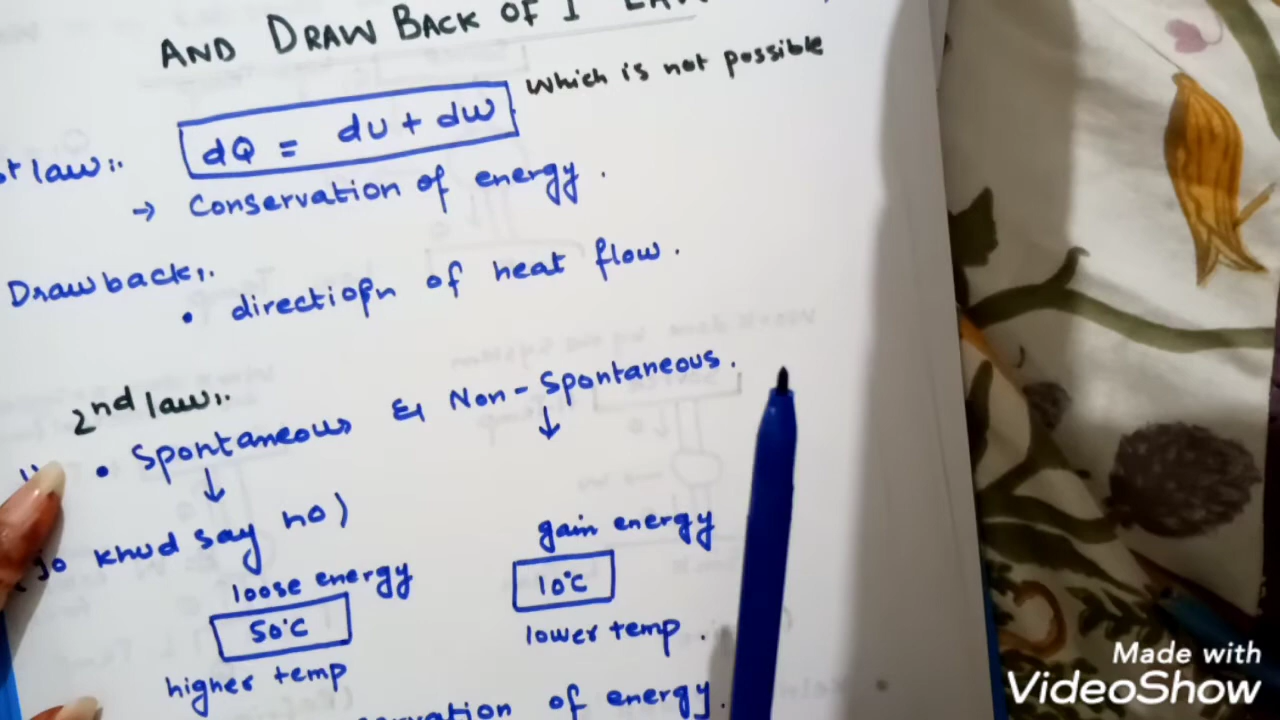 AND DRAW BACK OF I
which is not possible
law:.
dQ = dU + dW
→ Conservation of energy.
Drawback:.
• direction of heat flow.
2nd law:.
• Spontaneous & Non-Spontaneous.
↓ ↓
jo khud say ho)
loose energy
gain energy
50°C
10°C
higher temp
lower temp.
of energy.
Made with
VideoShow